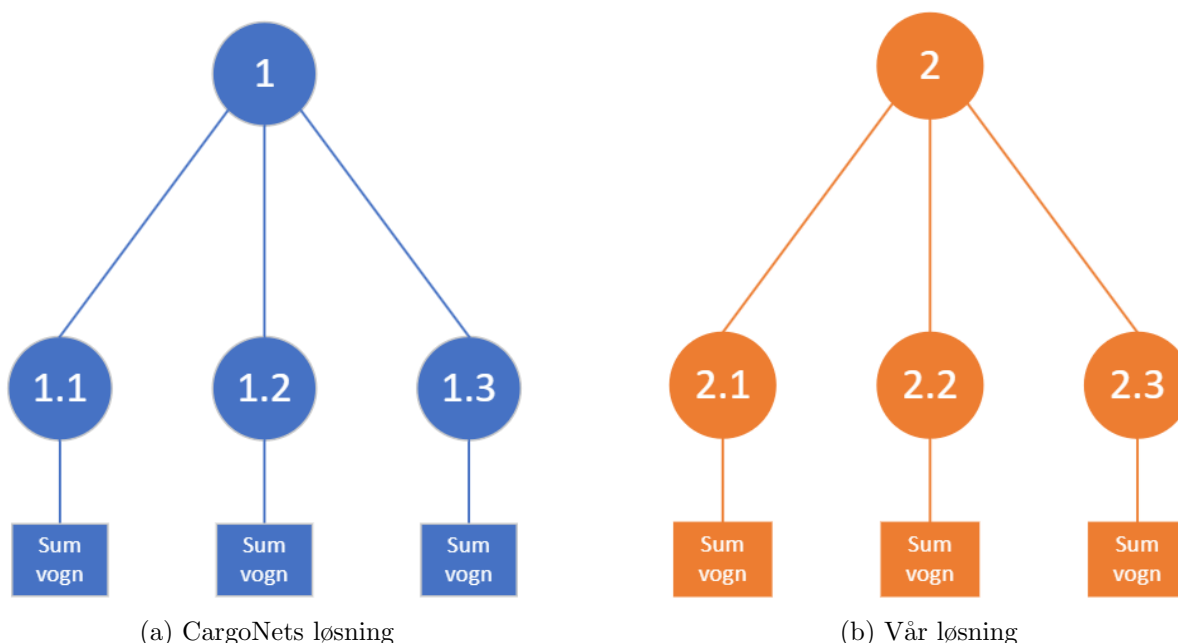 1
1.1
1.2
1.3
Sum
vogn
Sum
vogn
Sum
vogn
(a) CargoNets løsning
2
2.1
2.2
2.3
Sum
vogn
Sum
vogn
Sum
vogn
(b) Vår løsning